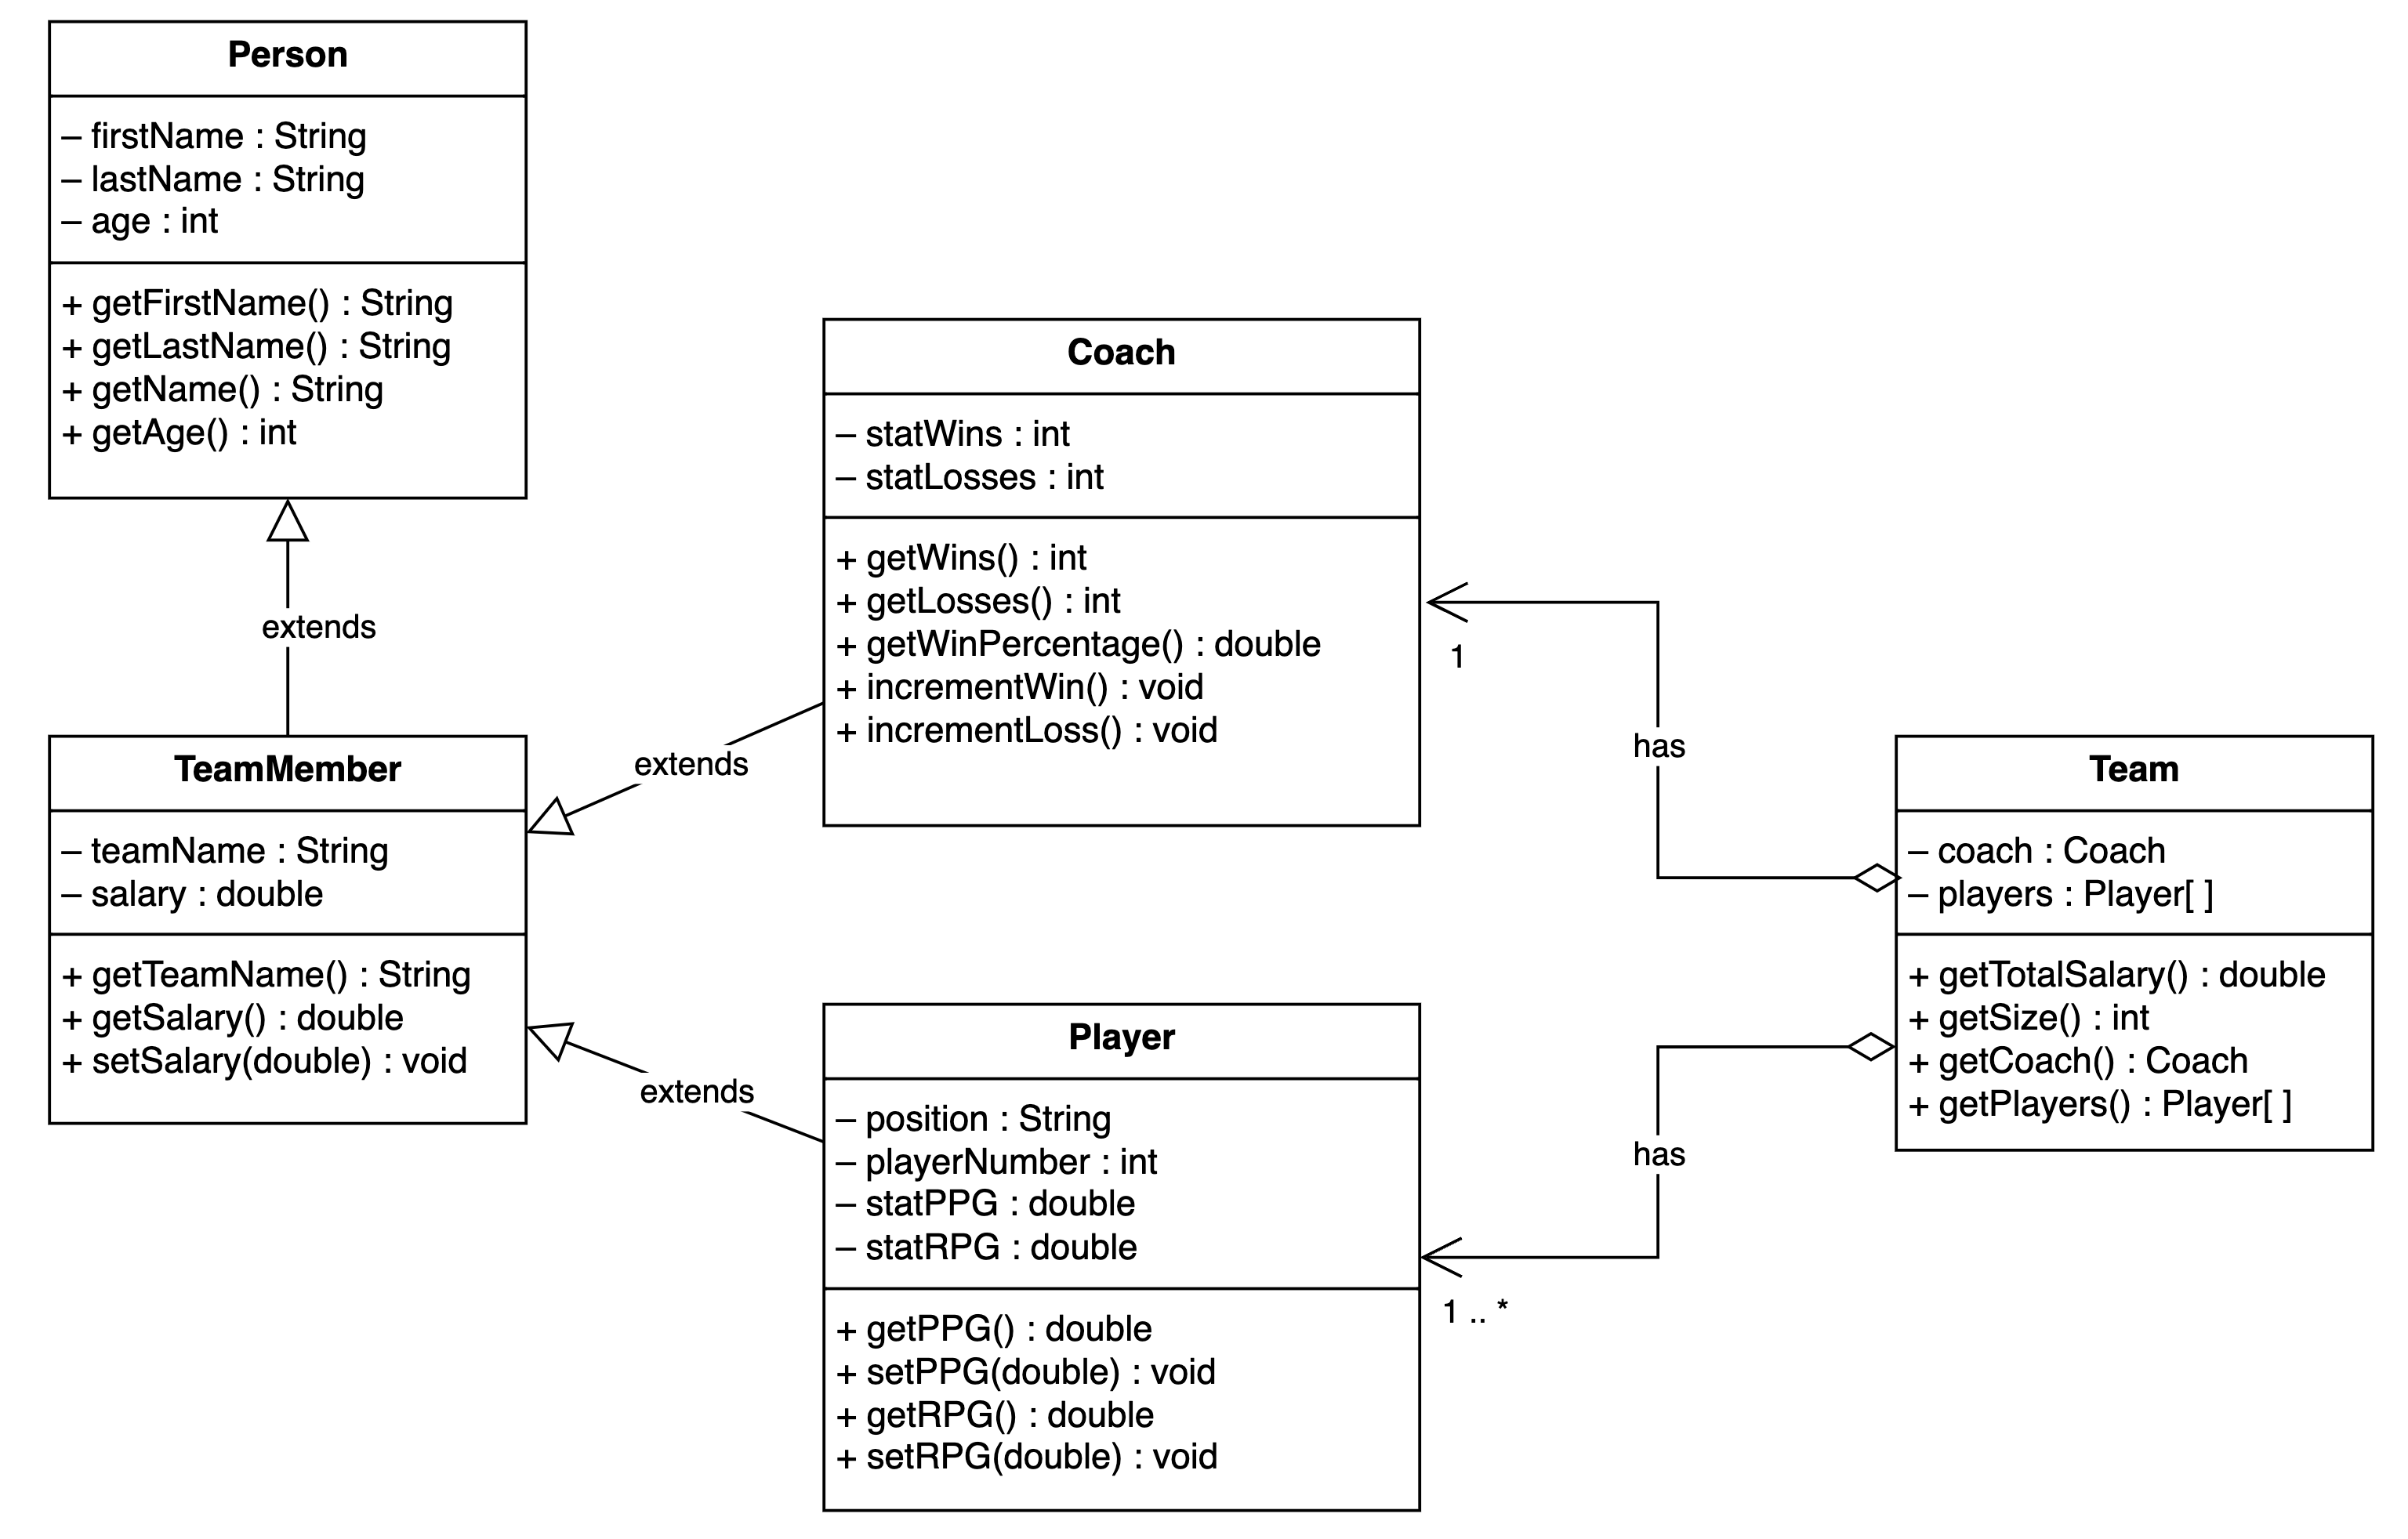 Person
– firstName : String
– lastName : String
– age : int
+ getFirstName() : String
+ getLastName() : String
+ getName() : String
+ getAge() : int
extends
TeamMember
– teamName : String
– salary : double
+ getTeamName() : String
+ getSalary() : double
+ setSalary(double) : void
extends
extends
Coach
– statWins : int
– statLosses : int
+ getWins() : int
+ getLosses() : int
+ getWinPercentage() : double
+ incrementWin() : void
+ incrementLoss() : void
Player
– position : String
– playerNumber : int
– statPPG : double
– statRPG : double
+ getPPG() : double
+ setPPG(double) : void
+ getRPG() : double
+ setRPG(double) : void
1
has
has
1 .. *
Team
– coach : Coach
– players : Player[ ]
+ getTotalSalary() : double
+ getSize() : int
+ getCoach() : Coach
+ getPlayers() : Player[ ]